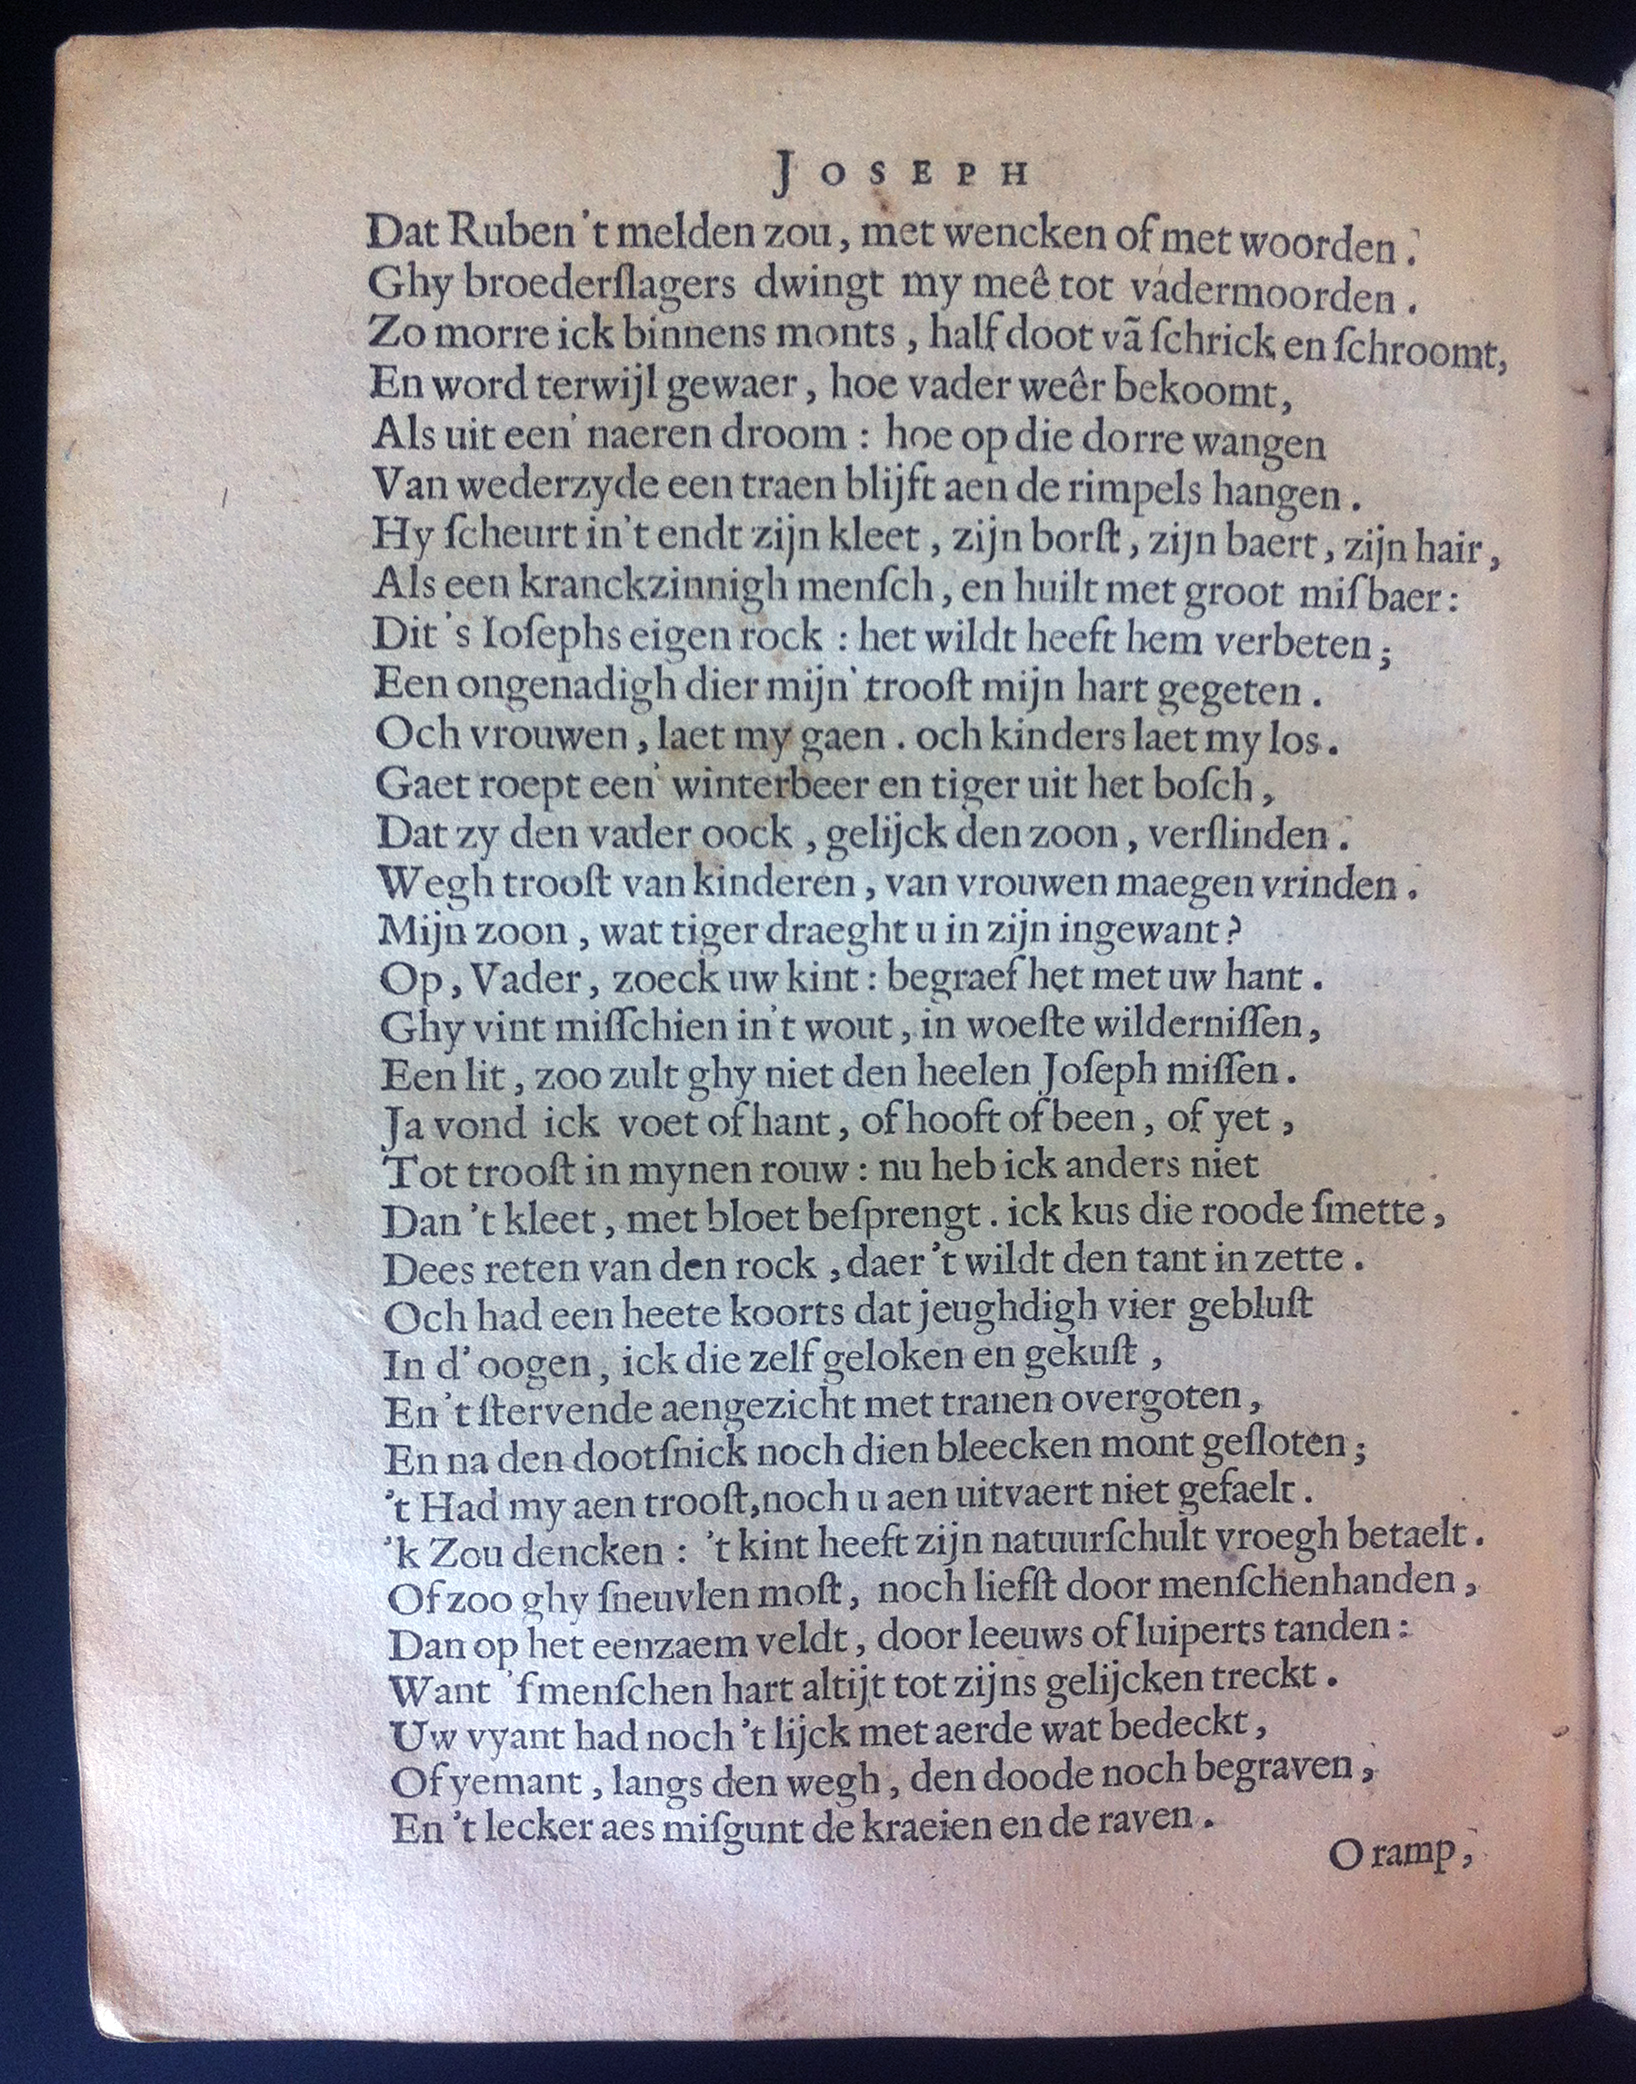 JOSEPH
Dat Ruben 't melden zou, met wencken of met woorden.
Ghy broederſlagers dwingt my meê tot vadermoorden.
Zo morre ick binnens monts, half doot vã ſchrick en ſchroomt,
En word terwijl gewaer, hoe vader weêr bekoomt,
Als uit een' naeren droom: hoe op die dorre wangen
Van wederzyde een traen blijft aen de rimpels hangen.
Hy ſcheurt in't endt zijn kleet, zijn borſt, zijn baert, zijn hair,
Als een kranckzinnigh menſch, en huilt met groot miſbaer:
Dit 's Ioſephs eigen rock: het wildt heeft hem verbeten;
Een ongenadigh dier mijn' trooſt mijn hart gegeten.
Och vrouwen, laet my gaen. och kinders laet my los.
Gaet roept een' winterbeer en tiger uit het boſch,
Dat zy den vader oock, gelijck den zoon, verſlinden.
Wegh trooſt van kinderen, van vrouwen maegen vrinden.
Mijn zoon, wat tiger draeght u in zijn ingewant?
Op, Vader, zoeck uw kint: begraef het met uw hant.
Ghy vint miſſchien in't wout, in woeſte wilderniſſen,
Een lit, zoo zult ghy niet den heelen Joſeph miſſen.
Ja vond ick voet of hant, of hooft of been, of yet,
Tot trooſt in mynen rouw: nu heb ick anders niet
Dan 't kleet, met bloet beſprengt. ick kus die roode ſmette,
Dees reten van den rock, daer 't wildt den tant in zette.
Och had een heete koorts dat jeughdigh vier gebluſt
In d'oogen, ick die zelf geloken en gekuſt,
En 't ſtervende aengezicht met tranen overgoten,
En na den dootſnick noch dien bleecken mont geſloten;
't Had my aen trooſt, noch u aen uitvaert niet gefaelt.
'k Zou dencken: 't kint heeft zijn natuurſchult vroegh betaelt.
Of zoo ghy ſneuvlen moſt, noch liefſt door menſchenhanden,
Dan op het eenzaem veldt, door leeuws of luiperts tanden:
Want 'ſmenſchen hart altijt tot zijns gelijcken treckt.
Uw vyant had noch 't lijck met aerde wat bedeckt,
Of yemant, langs den wegh, den doode noch begraven,
En 't lecker aes miſgunt de kraeien en de raven.
O ramp,